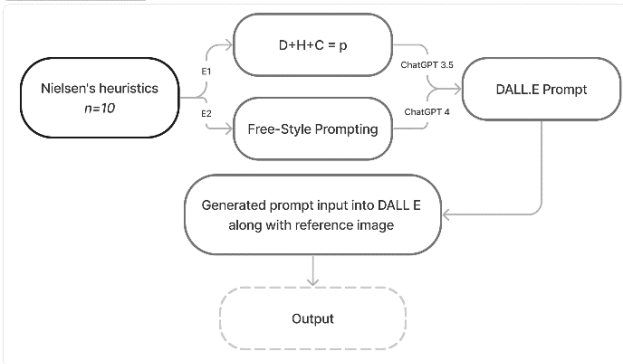 Nielsen's heuristics
n=10
E1
E2
D+H+C = p
Free-Style Prompting
ChatGPT 3.5
ChatGPT 4
DALL.E Prompt
Generated prompt input into DALL E
along with reference image
Output